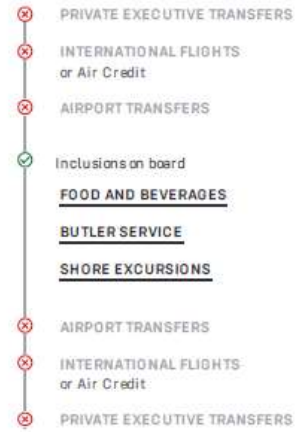 PRIVATE EXECUTIVE TRANSFERS
INTERNATIONAL FLIGHTS
or Air Credit
AIRPORT TRANSFERS
Inclusions on board
FOOD AND BEVERAGES
BUTLER SERVICE
SHORE EXCURSIONS
AIRPORT TRANSFERS
INTERNATIONAL FLIGHTS
or Air Credit
PRIVATE EXECUTIVE TRANSFERS